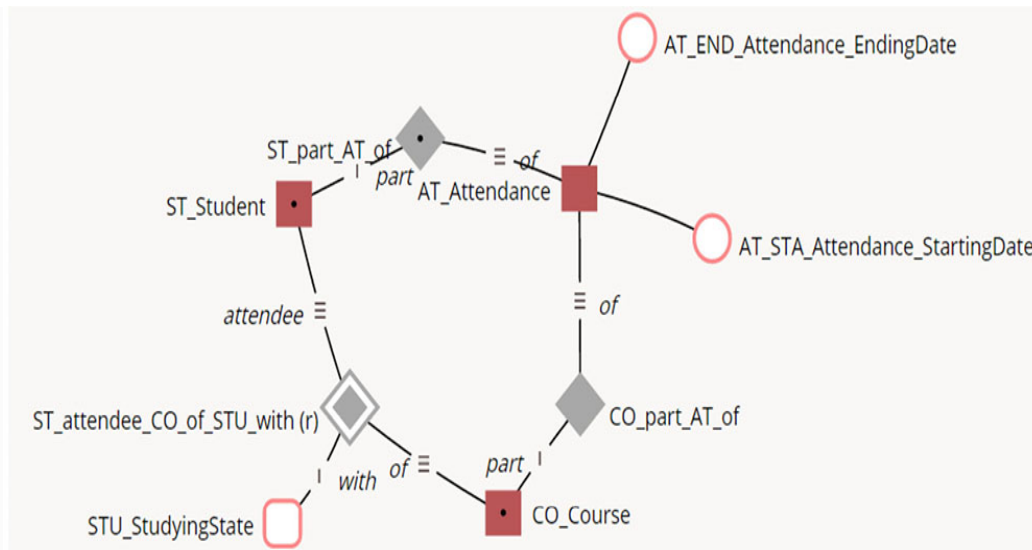 AT_END_Attendance_EndingDate
ST_part_AT_of
of
part
AT_Attendance
ST_Student
AT_STA_Attendance_StartingDate
attendee
of
ST_attendee_CO_of_STU_with (r)
CO_part_AT_of
of
part
with
STU_StudyingState
CO_Course